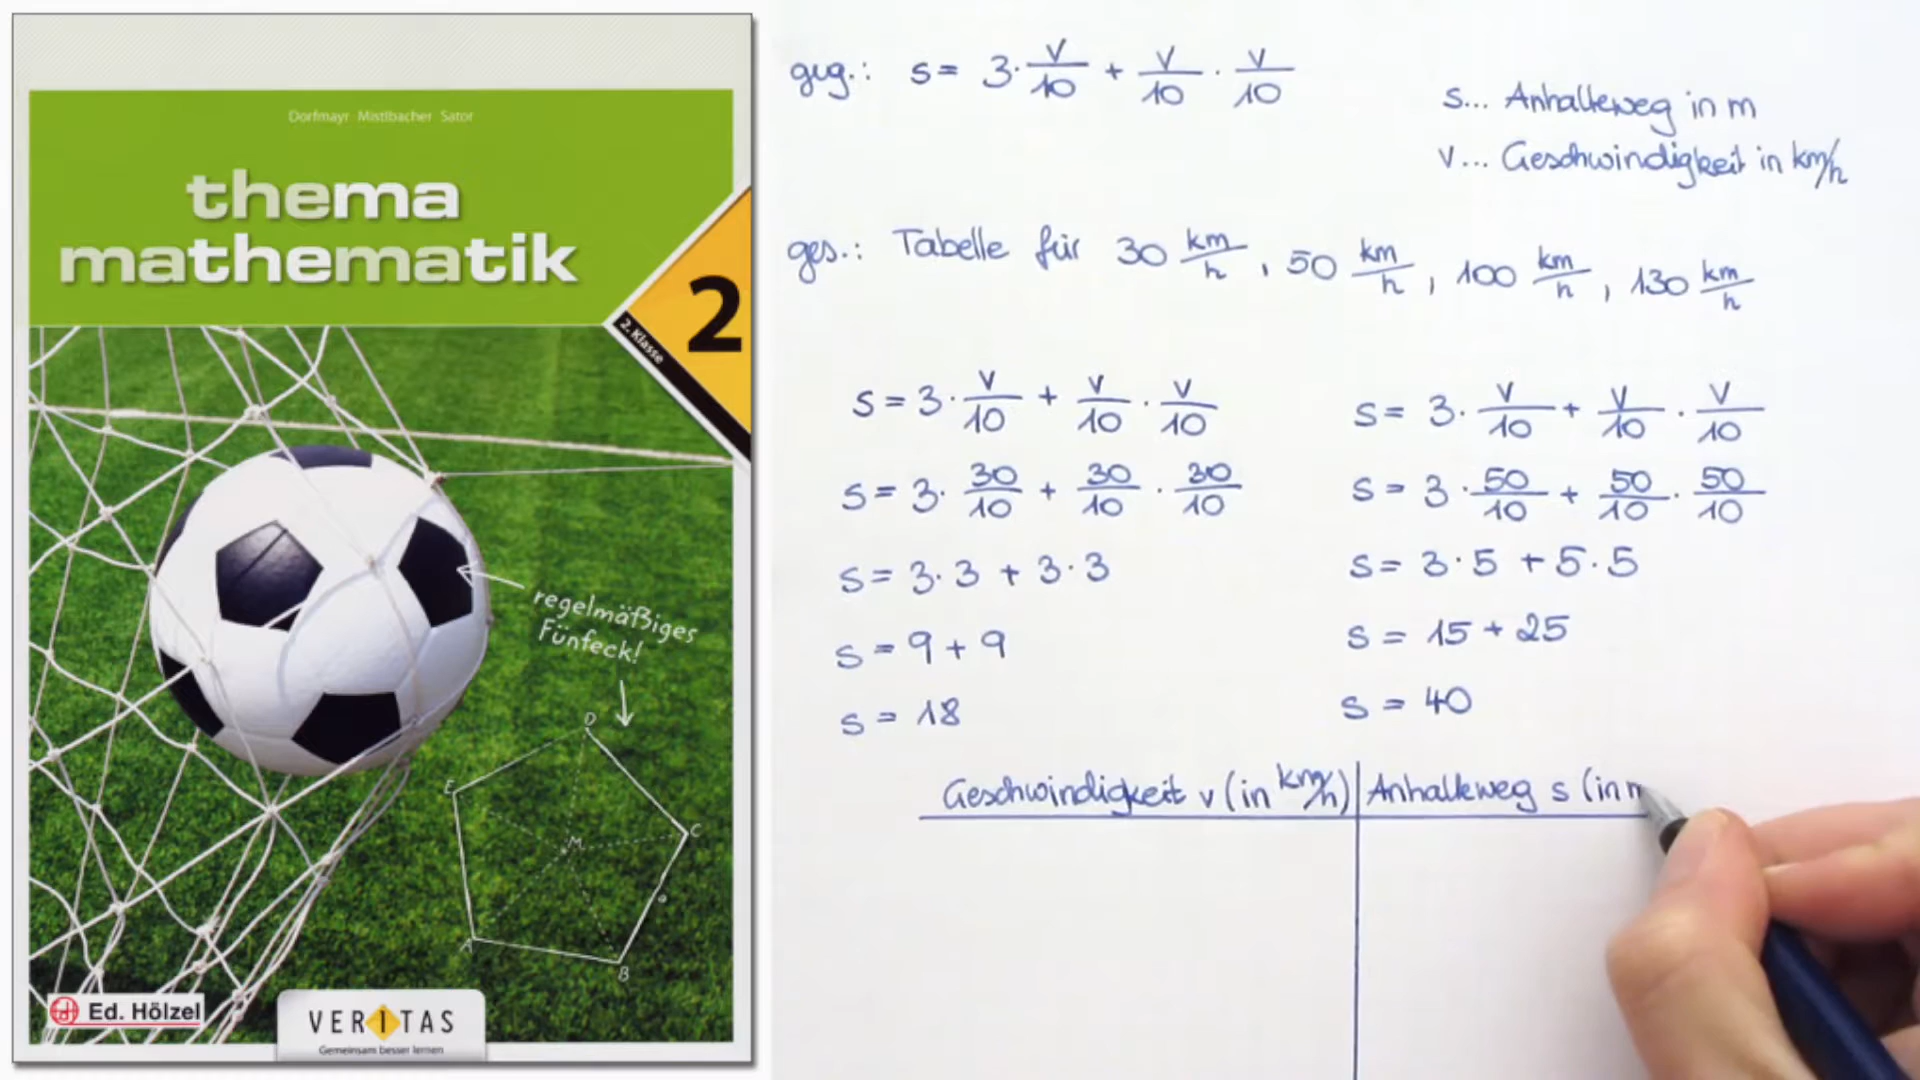 Dorfmayr Mistlbacher Sator
thema
mathematik
2
2. Klasse
regelmäßiges
Fünfeck!
D
E
C
M
a
A
B
Ed. Hölzel
VERITAS
Gemeinsam besser lernen
geg.: s = 3 · v/10 + v/10 · v/10
s... Anhalteweg in m
v... Geschwindigkeit in km/h
ges.: Tabelle für 30 km/h, 50 km/h, 100 km/h, 130 km/h
s = 3 · v/10 + v/10 · v/10
s = 3 · 30/10 + 30/10 · 30/10
s = 3 · 3 + 3 · 3
s = 9 + 9
s = 18
s = 3 · v/10 + v/10 · v/10
s = 3 · 50/10 + 50/10 · 50/10
s = 3 · 5 + 5 · 5
s = 15 + 25
s = 40
Geschwindigkeit v (in km/h) | Anhalteweg s (in m